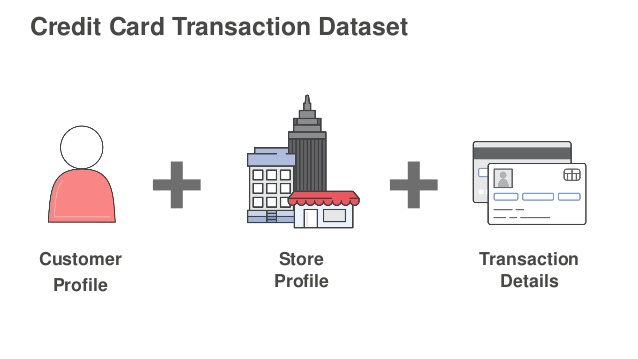 Credit Card Transaction Dataset
Customer
Profile
Store
Profile
Transaction
Details